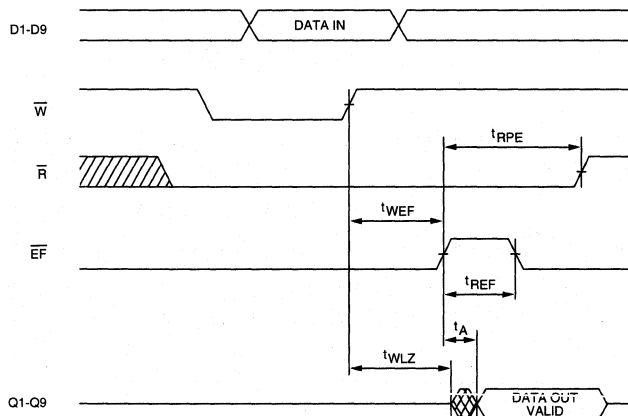 D1-D9
DATA IN
W
R
tRPE
tWEF
EF
tREF
tA
tWLZ
Q1-Q9
DATA OUT
VALID